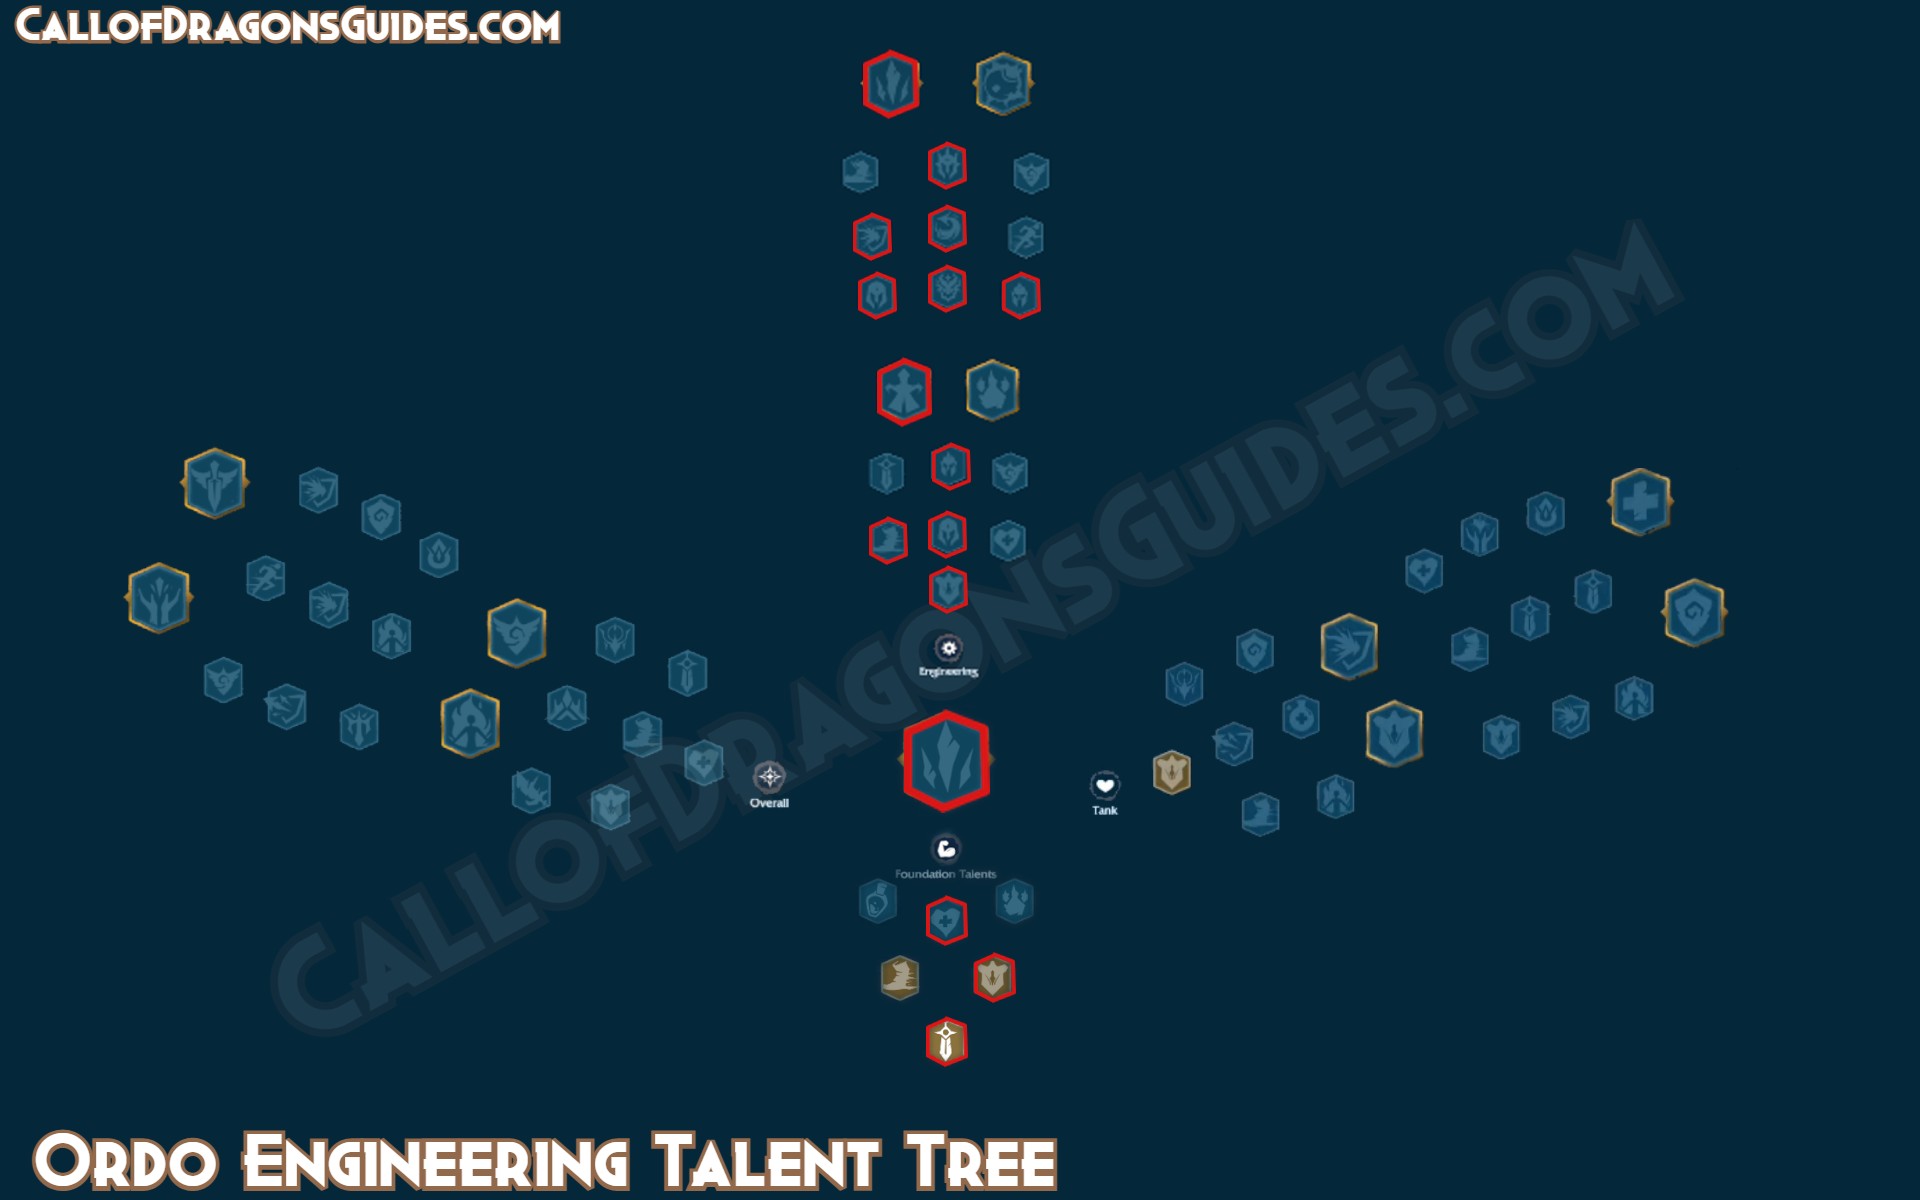 CallofDragonsGuides.com
Engineering
Overall
Tank
Foundation Talents
CallofDragonsGuides.com
Ordo Engineering Talent Tree